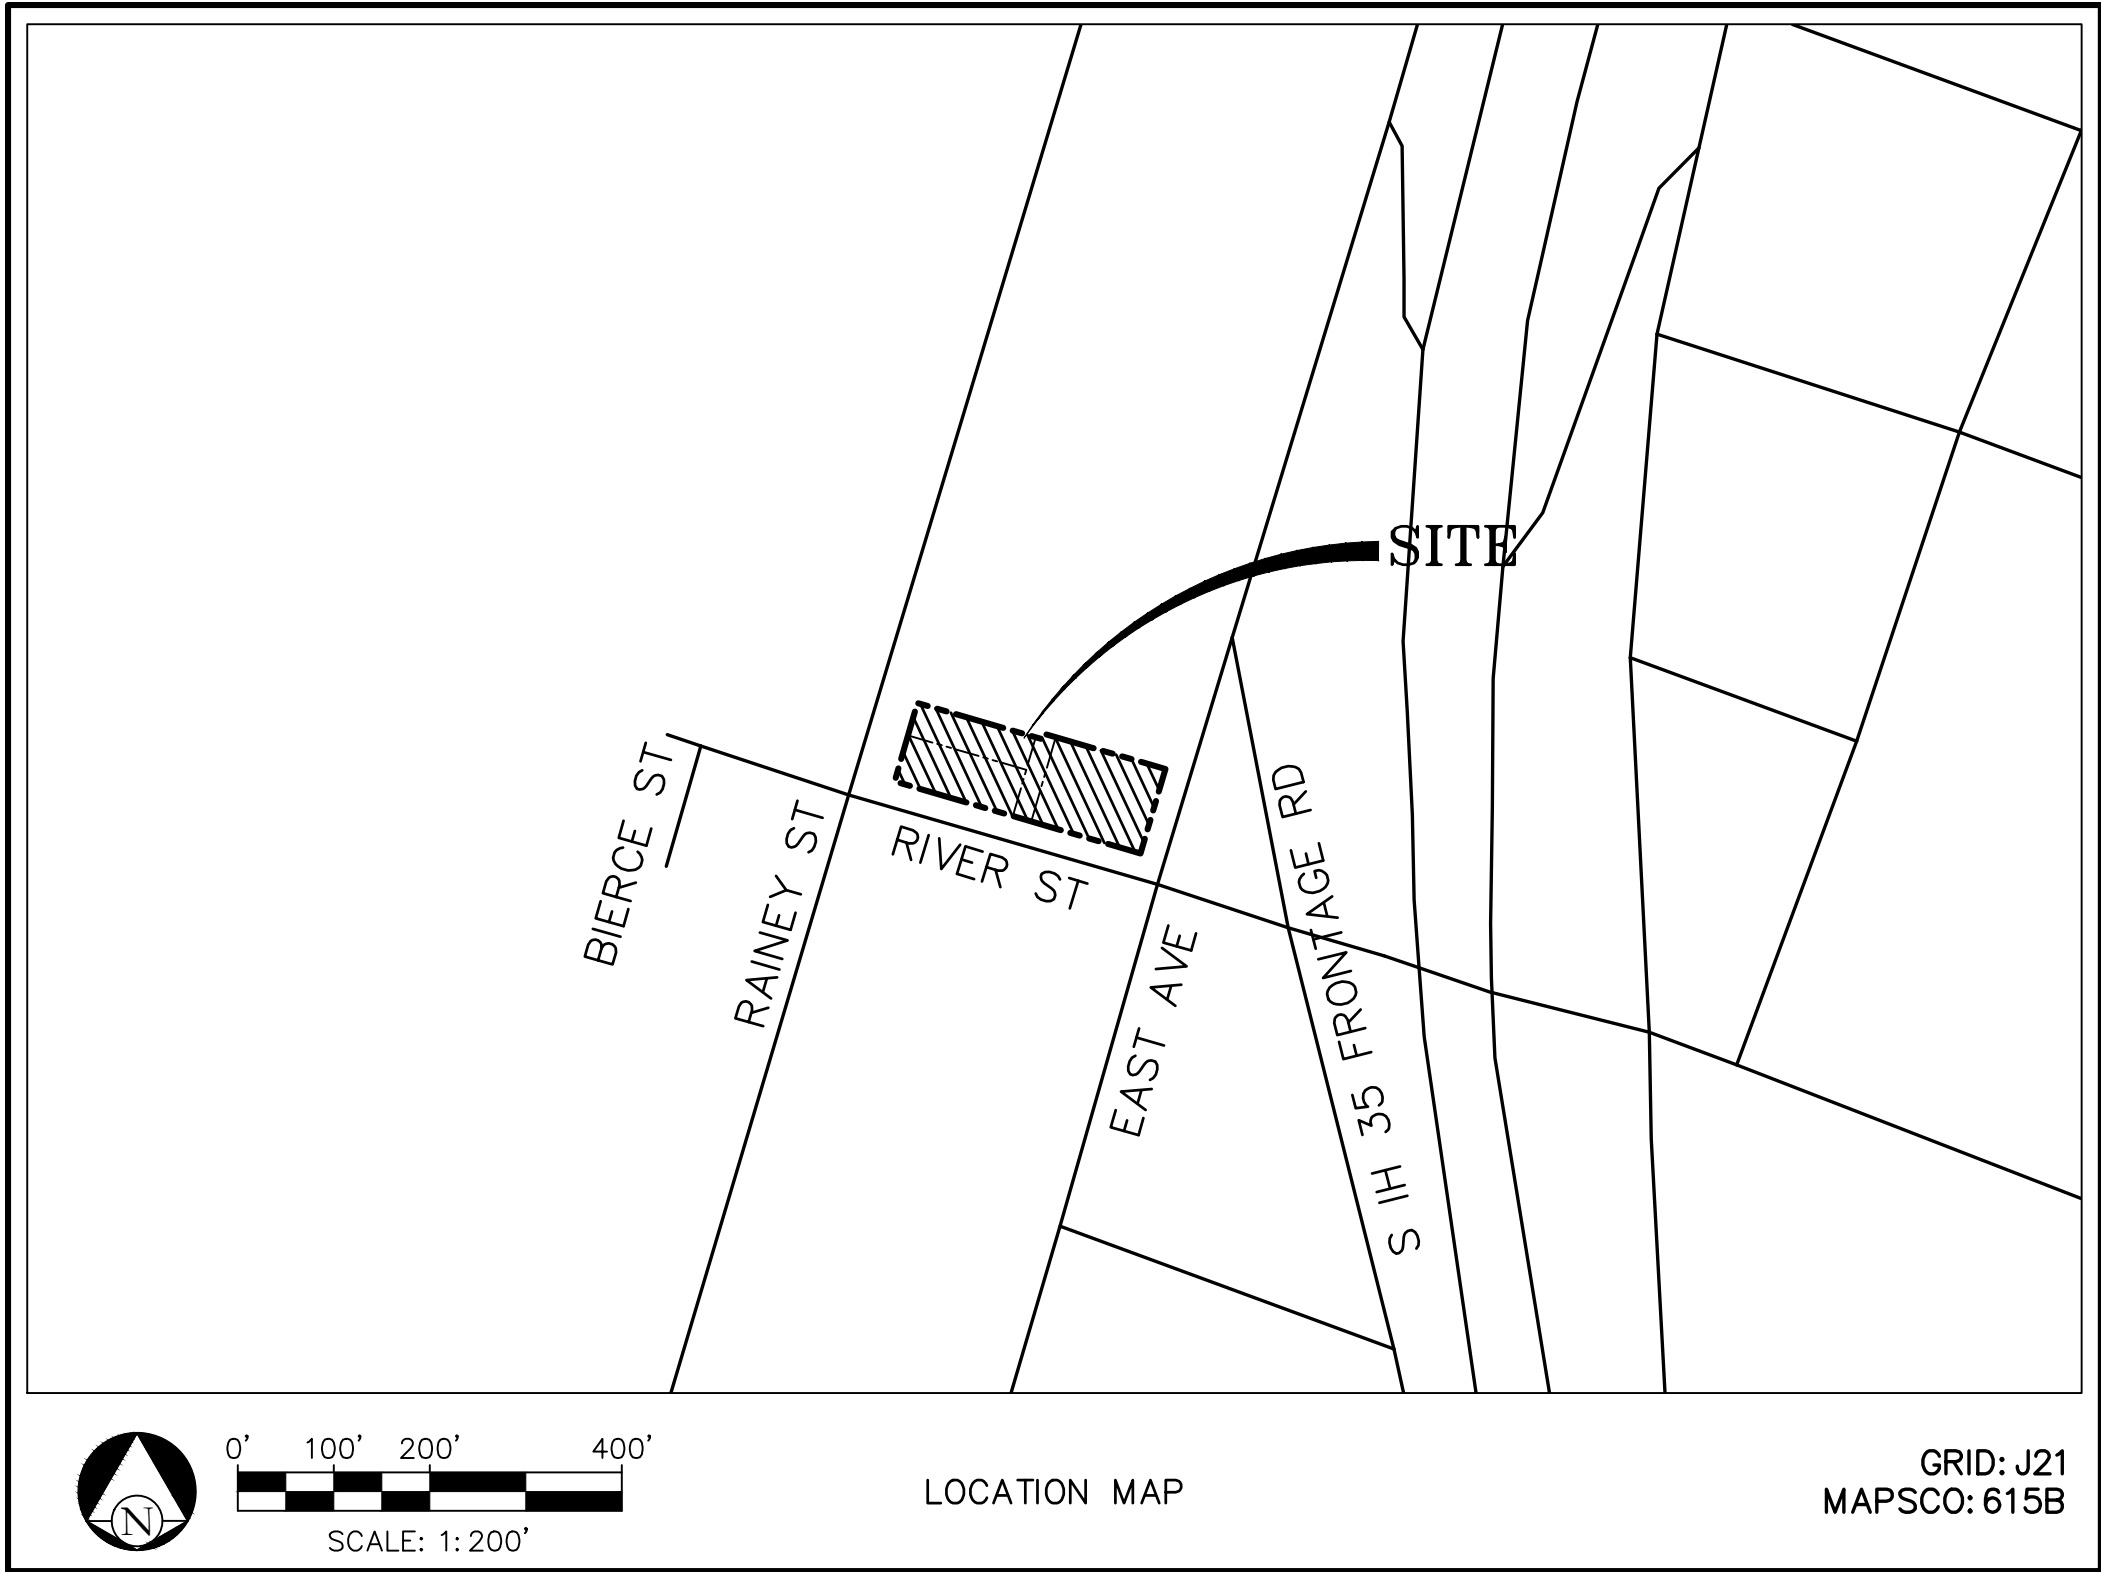 SITE
BIERCE ST
RAINEY ST
RIVER ST
EAST AVE
S IH 35 FRONTAGE RD
0' 100' 200' 400'
SCALE: 1:200'
N
LOCATION MAP
GRID: J21
MAPSCO: 615B